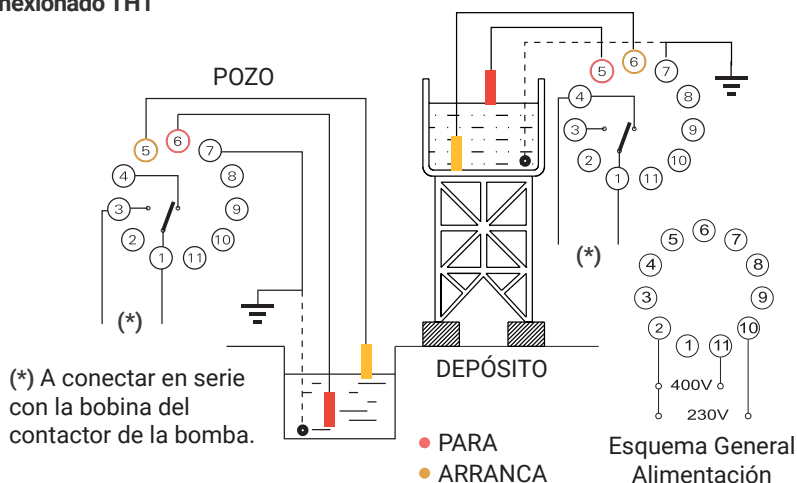 nexionado TH1
POZO
5 6 7
4 8
3 9
2 10
1 11
(*)
(*) A conectar en serie
con la bobina del
contactor de la bomba.
5 6 7
4 8
3 9
2 10
1 11
(*)
DEPÓSITO
PARA
ARRANCA
5 6 7
4 8
3 9
2 10
1 11
400V
230V
Esquema General
Alimentación